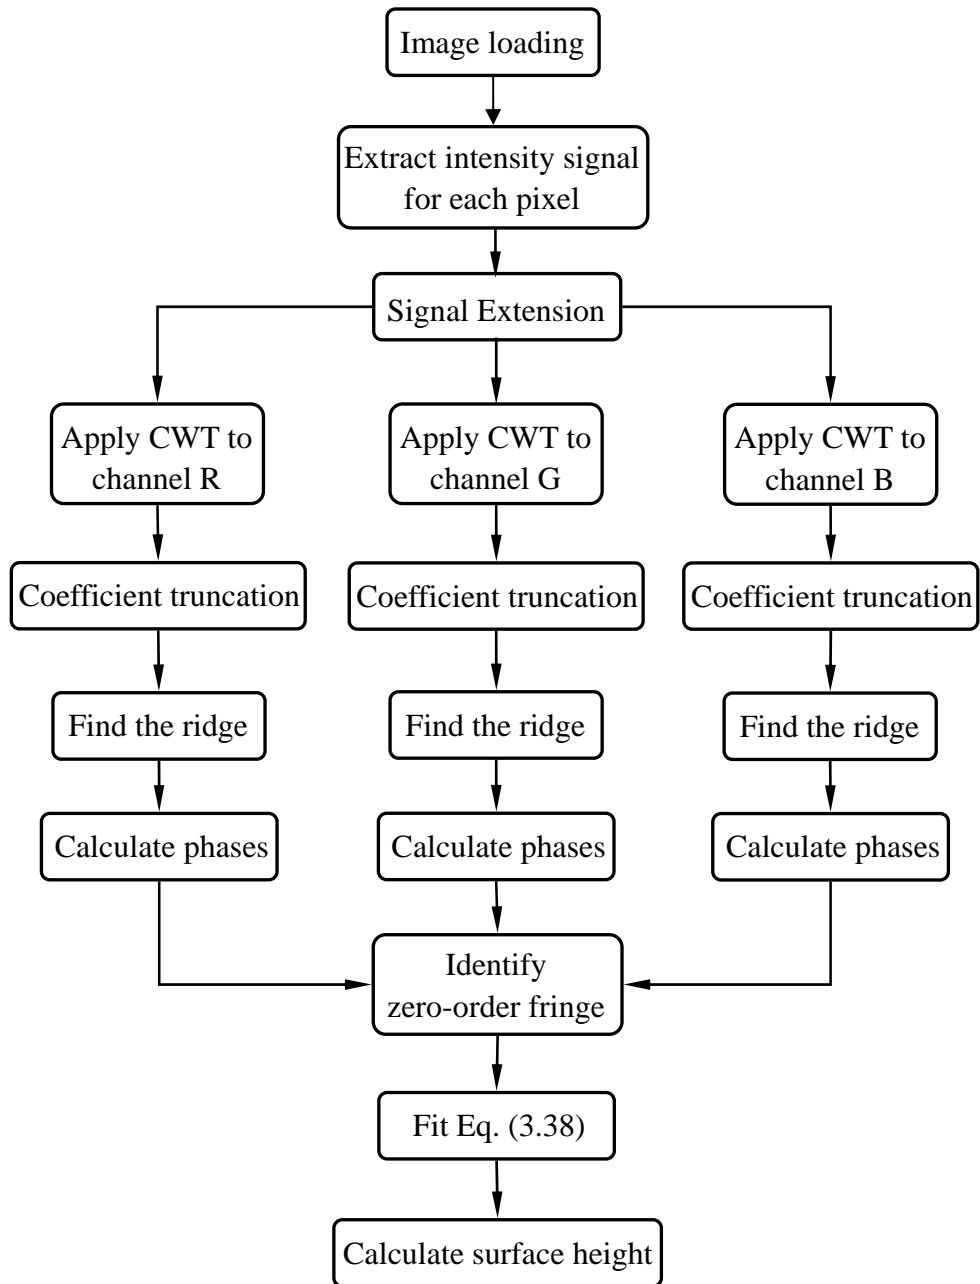 Image loading
Extract intensity signal
for each pixel
Signal Extension
Apply CWT to
channel R
Apply CWT to
channel G
Apply CWT to
channel B
Coefficient truncation
Coefficient truncation
Coefficient truncation
Find the ridge
Find the ridge
Find the ridge
Calculate phases
Calculate phases
Calculate phases
Identify
zero-order fringe
Fit Eq. (3.38)
Calculate surface height